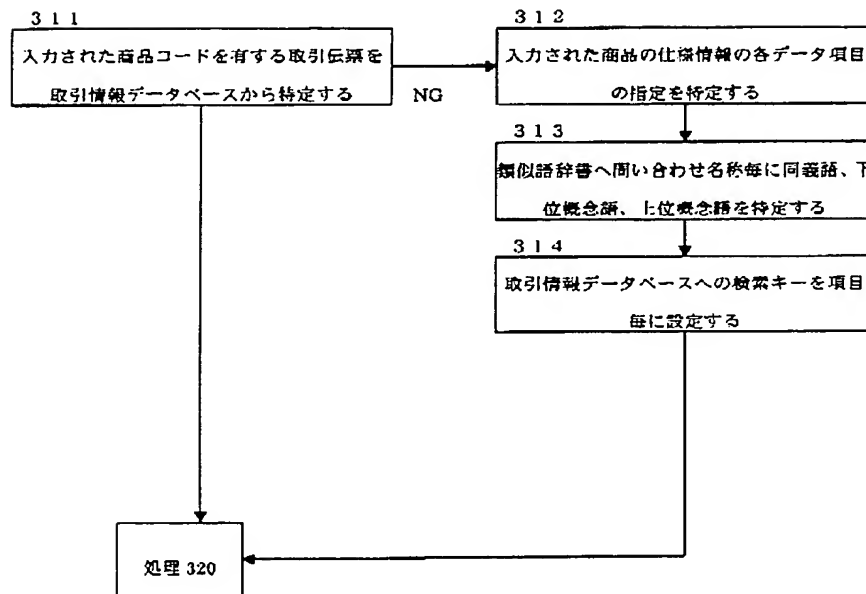 311
入力された商品コードを有する取引伝票を
取引情報データベースから特定する
NG
312
入力された商品の仕様情報の各データ項目
の指定を特定する
313
類似語辞書へ問い合わせ名称毎に同義語、下
位概念語、上位概念語を特定する
314
取引情報データベースへの検索キーを項目
毎に設定する
処理320